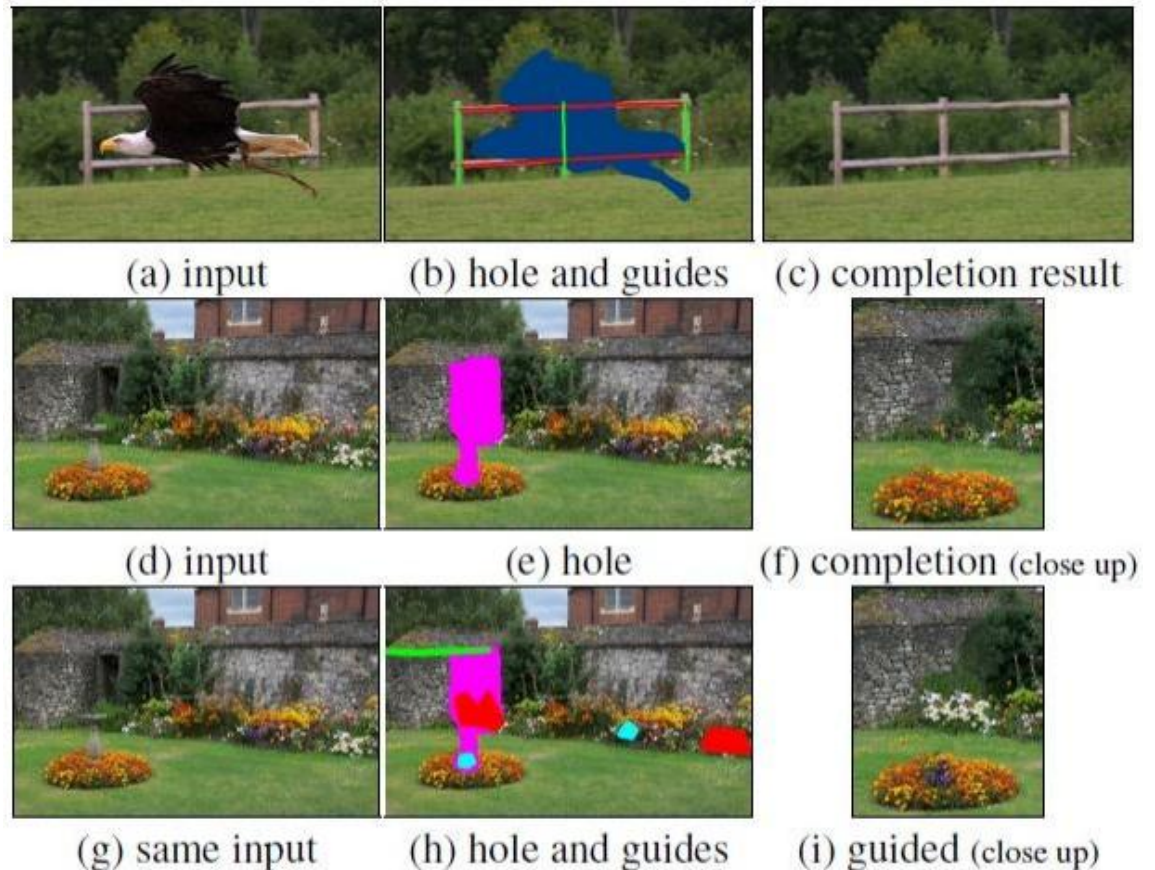 (a) input (b) hole and guides (c) completion result
(d) input (e) hole (f) completion (close up)
(g) same input (h) hole and guides (i) guided (close up)